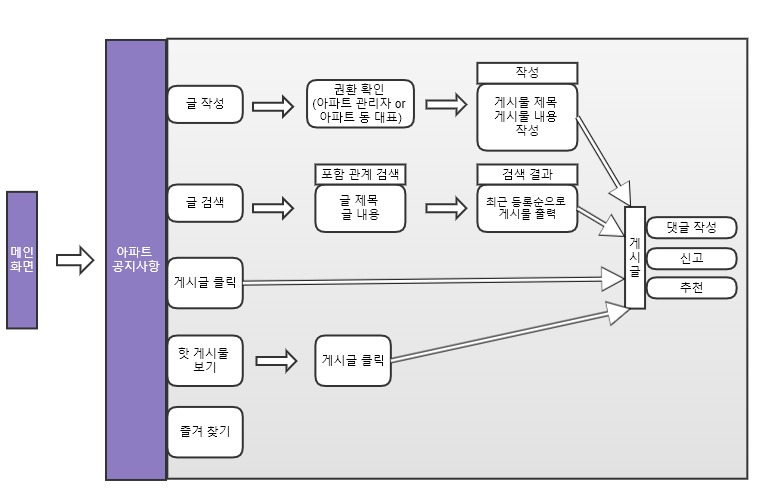 메인
화면
아파트
공지사항
글 작성
권환 확인
(아파트 관리자 or
아파트 동 대표)
작성
게시물 제목
게시물 내용
작성
글 검색
포함 관계 검색
글 제목
글 내용
검색 결과
최근 등록순으로
게시물 출력
게시글 클릭
핫 게시물
보기
게시글 클릭
즐겨 찾기
게
시
글
댓글 작성
신고
추전